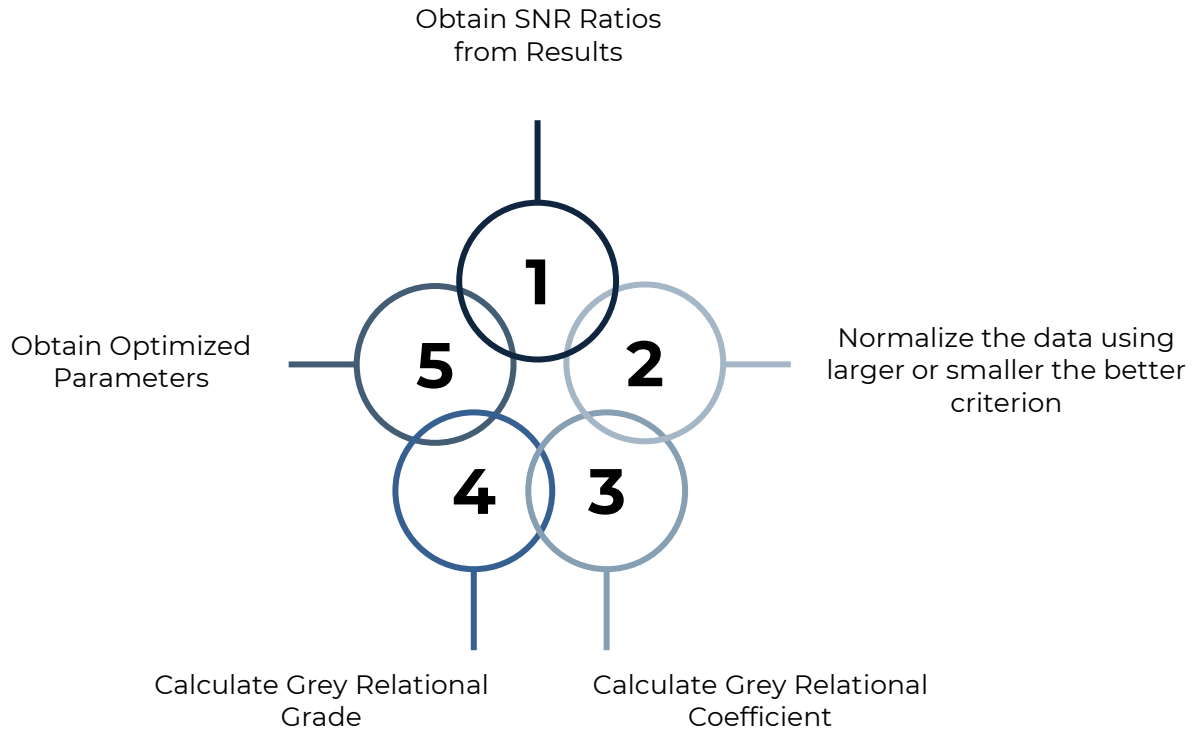 Obtain SNR Ratios
from Results
1
2
Normalize the data using
larger or smaller the better
criterion
3
Calculate Grey Relational
Coefficient
4
Calculate Grey Relational
Grade
5
Obtain Optimized
Parameters